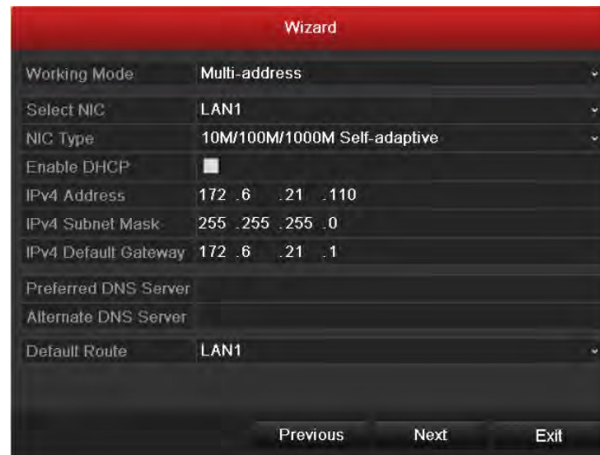 Wizard
Working Mode Multi-address
Select NIC LAN1
NIC Type 10M/100M/1000M Self-adaptive
Enable DHCP
IPv4 Address 172 .6 .21 .110
IPv4 Subnet Mask 255 .255 .255 .0
IPv4 Default Gateway 172 .6 .21 .1
Preferred DNS Server
Alternate DNS Server
Default Route LAN1
Previous Next Exit